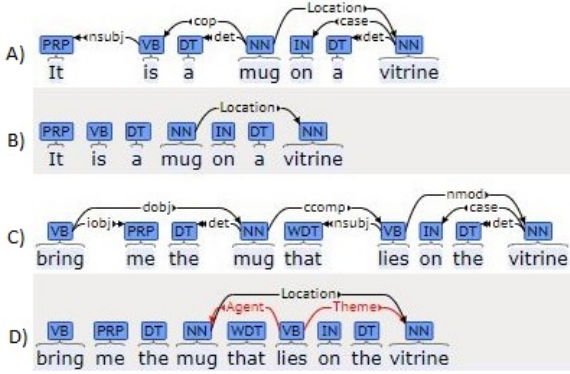 Location
cop case
nsubj det det
A) PRP VB DT NN IN DT NN
It is a mug on a vitrine
Location
B) PRP VB DT NN IN DT NN
It is a mug on a vitrine
nmod
dobj ccomp case
iobj det nsubj det
C) VB PRP DT NN WDT VB IN DT NN
bring me the mug that lies on the vitrine
Location
Agent Theme
D) VB PRP DT NN WDT VB IN DT NN
bring me the mug that lies on the vitrine